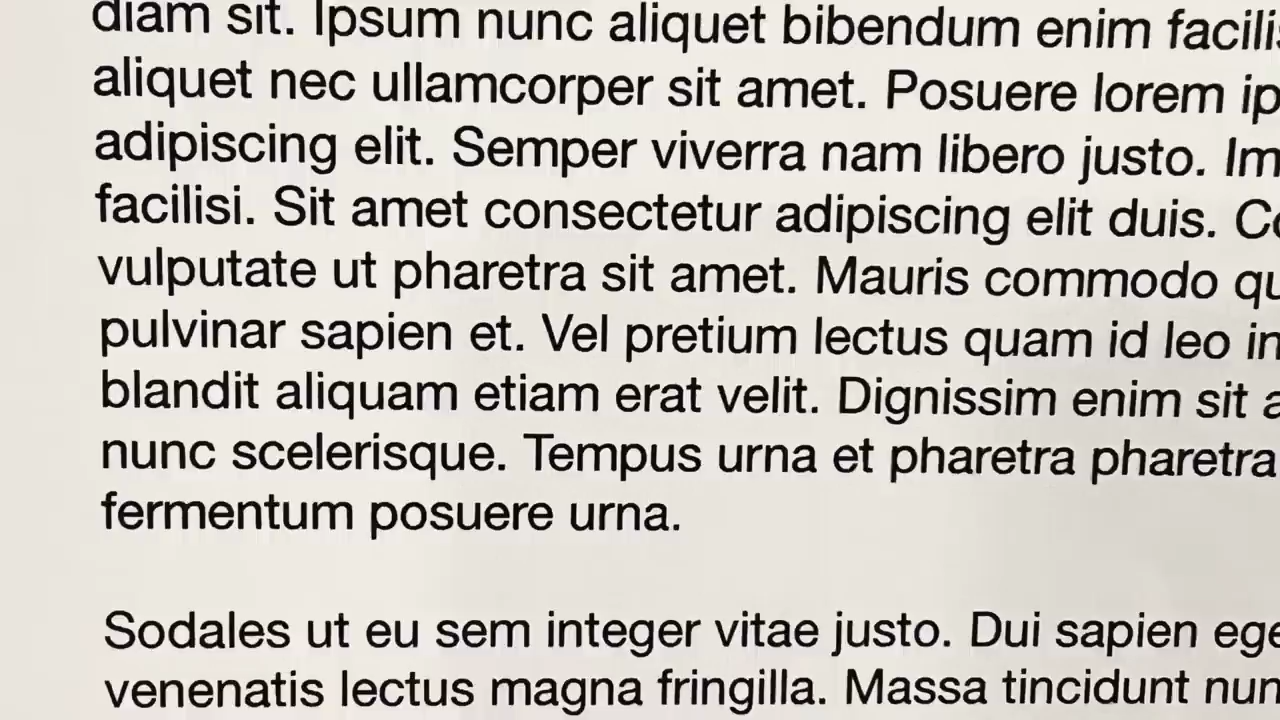 diam sit. Ipsum nunc aliquet bibendum enim
aliquet nec ullamcorper sit amet. Posuere lorem
adipiscing elit. Semper viverra nam libero justo.
facilisi. Sit amet consectetur adipiscing elit duis.
vulputate ut pharetra sit amet. Mauris commodo
pulvinar sapien et. Vel pretium lectus quam id leo in
blandit aliquam etiam erat velit. Dignissim enim sit
nunc scelerisque. Tempus urna et pharetra pharetra
fermentum posuere urna.
Sodales ut eu sem integer vitae justo. Dui sapien
venenatis lectus magna fringilla. Massa tincidunt